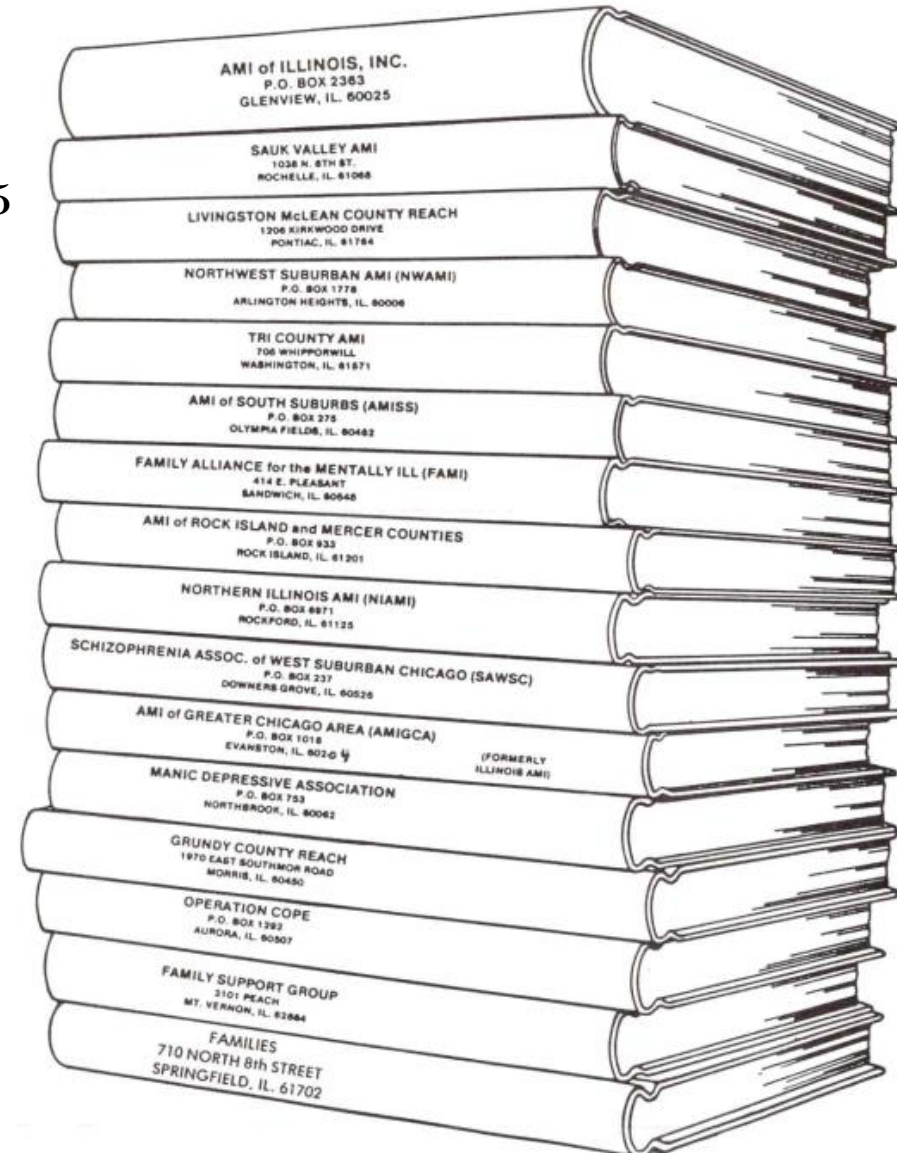 5
AMI of ILLINOIS, INC.
P.O. BOX 2363
GLENVIEW, IL. 60025
SAUK VALLEY AMI
1038 N. 8TH ST.
ROCHELLE, IL. 61068
LIVINGSTON McLEAN COUNTY REACH
1206 KIRKWOOD DRIVE
PONTIAC, IL. 61764
NORTHWEST SUBURBAN AMI (NWAMI)
P.O. BOX 1778
ARLINGTON HEIGHTS, IL. 60006
TRI COUNTY AMI
706 WHIPPORWILL
WASHINGTON, IL. 61571
AMI of SOUTH SUBURBS (AMISS)
P.O. BOX 275
OLYMPIA FIELDS, IL. 60462
FAMILY ALLIANCE for the MENTALLY ILL (FAMI)
414 E. PLEASANT
SANDWICH, IL. 60548
AMI of ROCK ISLAND and MERCER COUNTIES
P.O. BOX 933
ROCK ISLAND, IL. 61201
NORTHERN ILLINOIS AMI (NIAMI)
P.O. BOX 6971
ROCKFORD, IL. 61125
SCHIZOPHRENIA ASSOC. of WEST SUBURBAN CHICAGO (SAWSC)
P.O. BOX 237
DOWNERS GROVE, IL. 60526
AMI of GREATER CHICAGO AREA (AMIGCA)
P.O. BOX 1016
EVANSTON, IL. 60204
(FORMERLY
ILLINOIS AMI)
MANIC DEPRESSIVE ASSOCIATION
P.O. BOX 753
NORTHBROOK, IL. 60062
GRUNDY COUNTY REACH
1970 EAST SOUTHMOR ROAD
MORRIS, IL. 60450
OPERATION COPE
P.O. BOX 1292
AURORA, IL. 60507
FAMILY SUPPORT GROUP
3101 PEACH
MT. VERNON, IL. 62864
FAMILIES
710 NORTH 8th STREET
SPRINGFIELD, IL. 61702